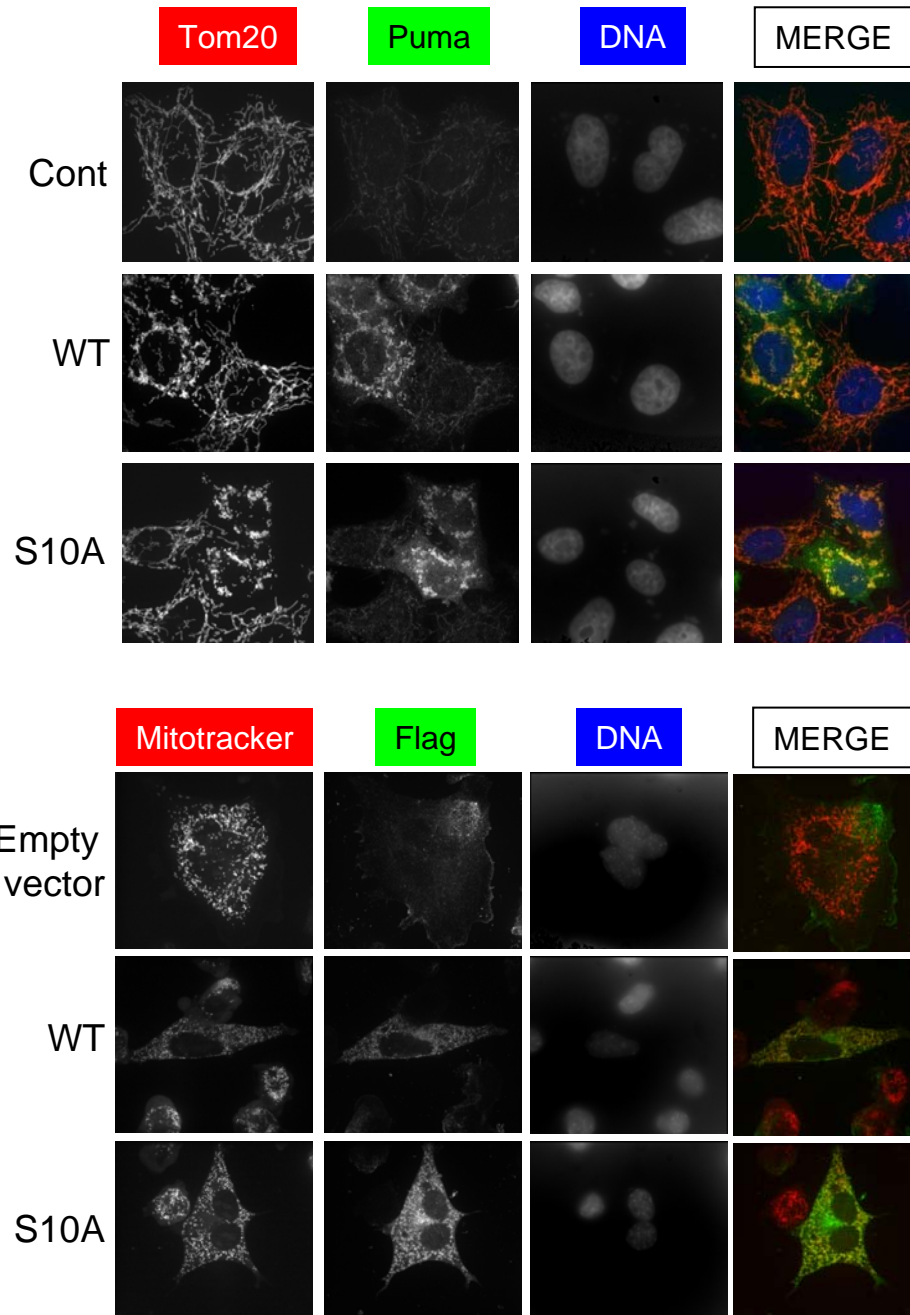 Tom20 Puma DNA MERGE
Cont
WT
S10A
Mitotracker Flag DNA MERGE
Empty
vector
WT
S10A